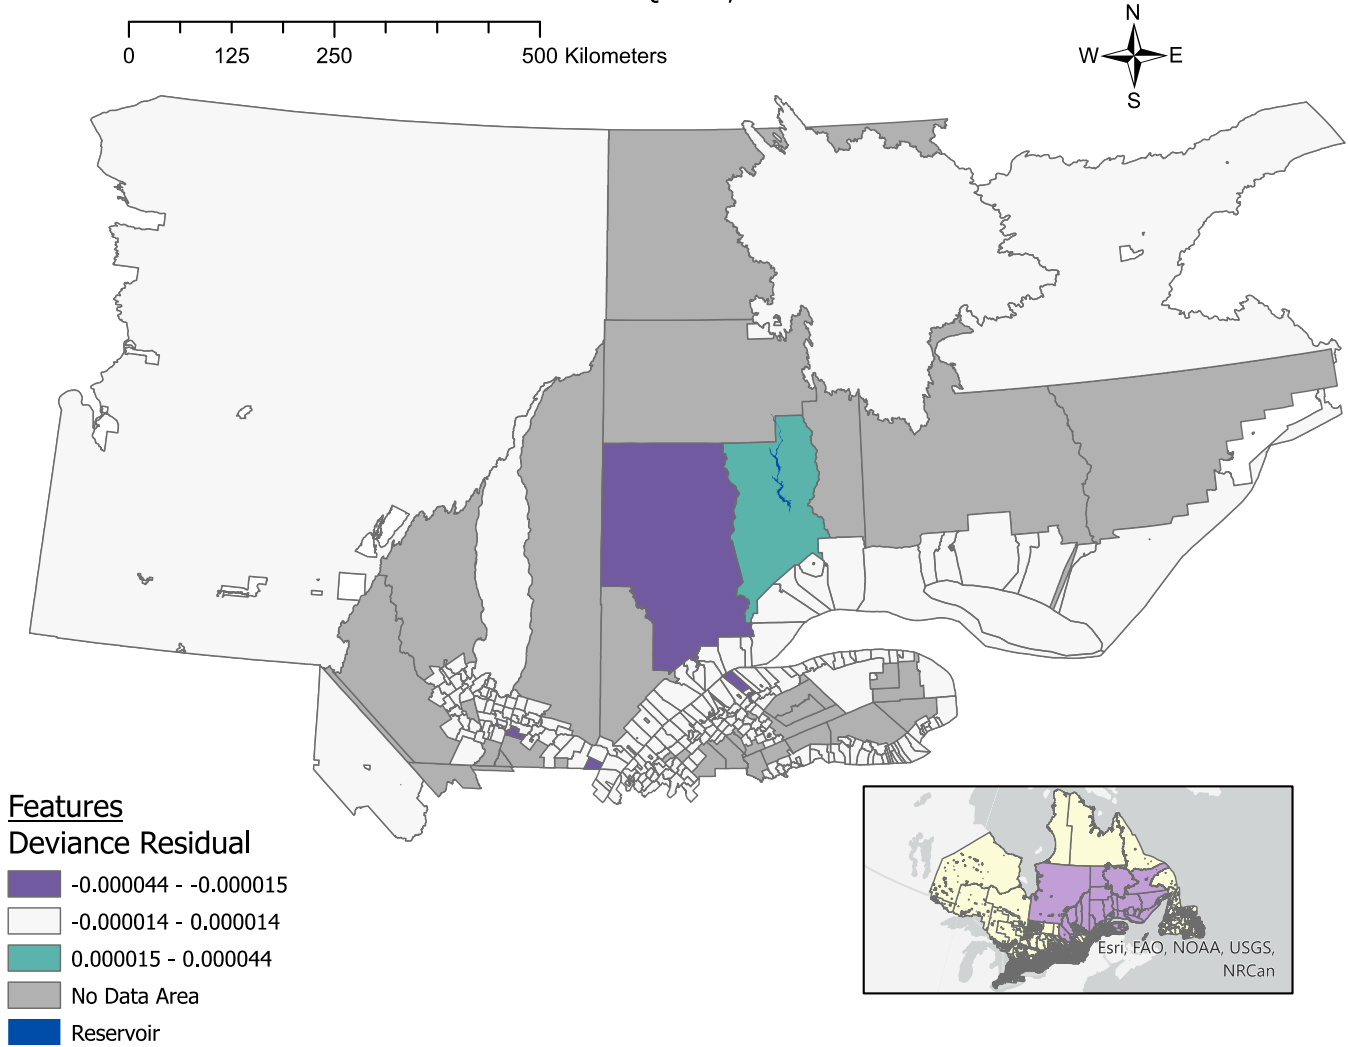 N
W E
S
0 125 250 500 Kilometers
Features
Deviance Residual
-0.000044 - -0.000015
-0.000014 - 0.000014
0.000015 - 0.000044
No Data Area
Reservoir
Esri, FAO, NOAA, USGS,
NRCan